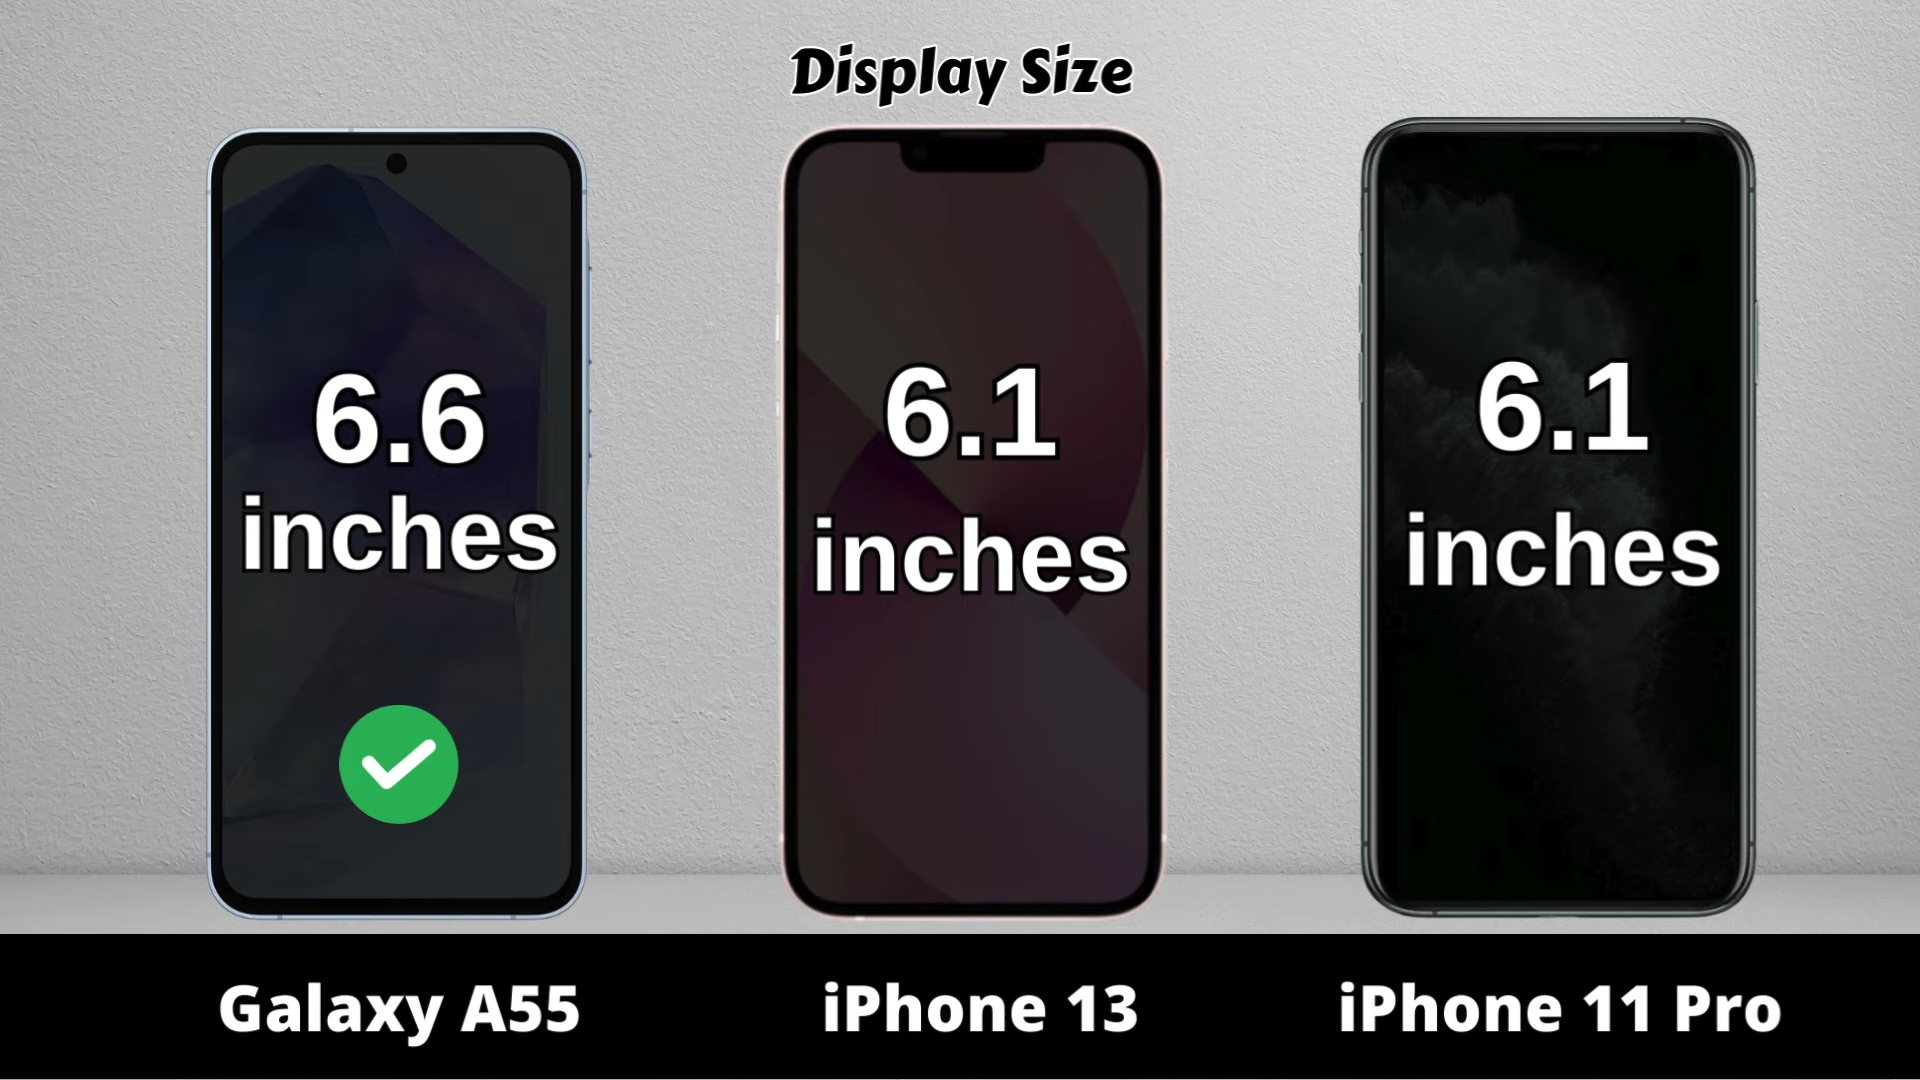 Display Size
6.6
inches
6.1
inches
6.1
inches
Galaxy A55
iPhone 13
iPhone 11 Pro